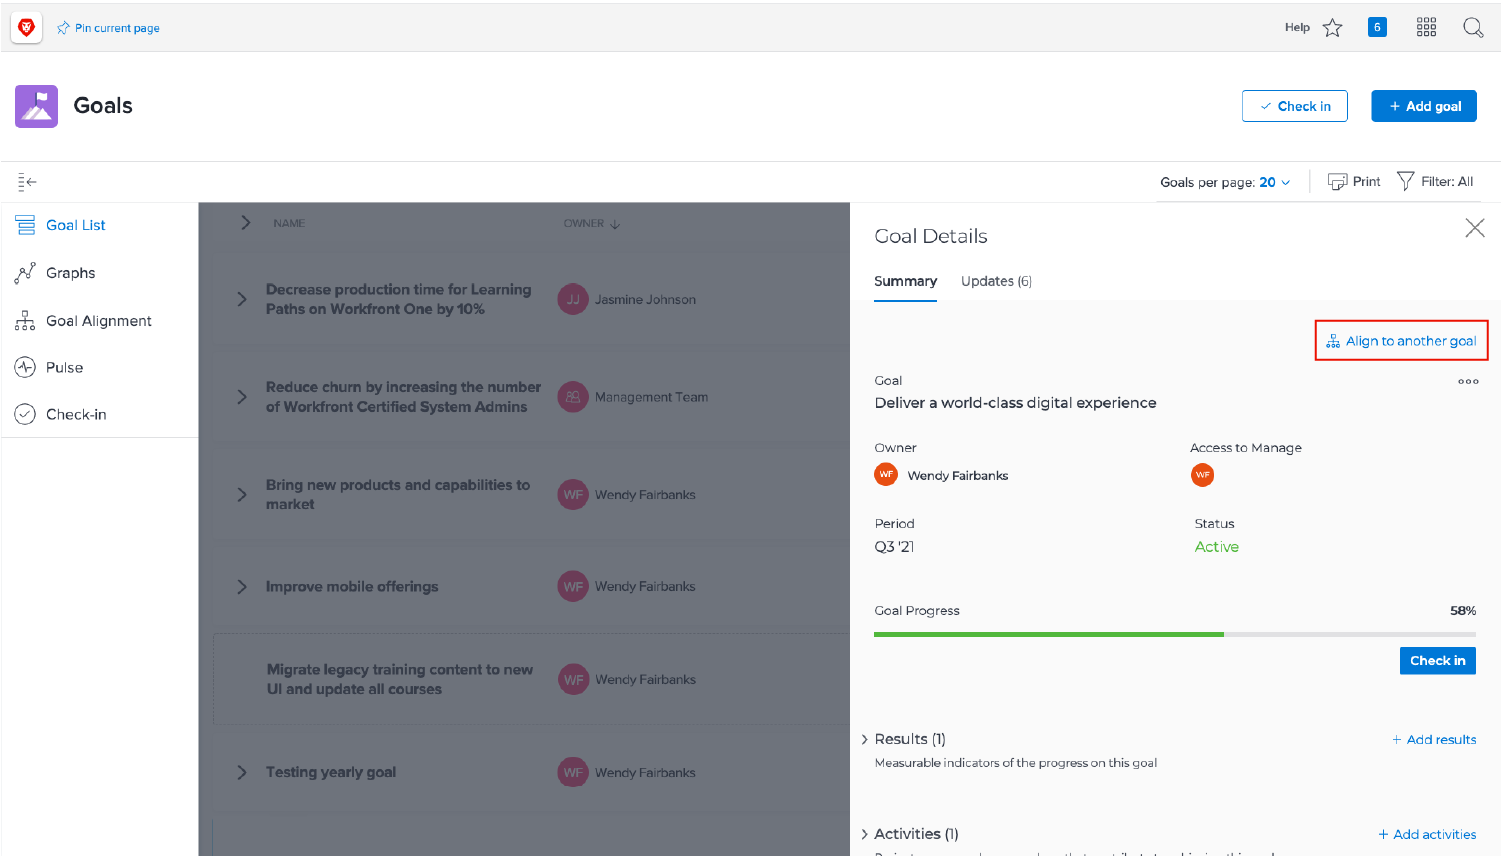 Pin current page
Help
6
Goals
Check in
+ Add goal
Goals per page: 20
Print
Filter: All
Goal List
Graphs
Goal Alignment
Pulse
Check-in
NAME
OWNER
Decrease production time for Learning
Paths on Workfront One by 10%
JJ
Jasmine Johnson
Reduce churn by increasing the number
of Workfront Certified System Admins
Management Team
Bring new products and capabilities to
market
WF
Wendy Fairbanks
Improve mobile offerings
WF
Wendy Fairbanks
Migrate legacy training content to new
UI and update all courses
WF
Wendy Fairbanks
Testing yearly goal
WF
Wendy Fairbanks
Goal Details
Summary
Updates (6)
Align to another goal
Goal
Deliver a world-class digital experience
Owner
WF
Wendy Fairbanks
Access to Manage
WF
Period
Q3 '21
Status
Active
Goal Progress
58%
Check in
Results (1)
+ Add results
Measurable indicators of the progress on this goal
Activities (1)
+ Add activities